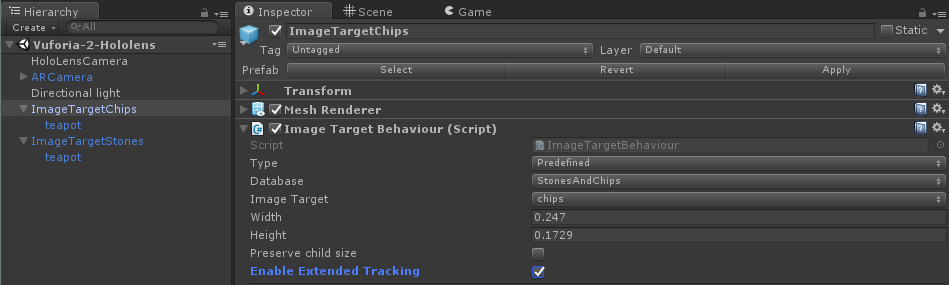 Hierarchy
Create
All
Vuforia-2-Hololens
HoloLensCamera
ARCamera
Directional light
ImageTargetChips
teapot
ImageTargetStones
teapot
Inspector
Scene
Game
ImageTargetChips
Static
Tag Untagged Layer Default
Prefab Select Revert Apply
Transform
Mesh Renderer
C#
Image Target Behaviour (Script)
Script ImageTargetBehaviour
Type Predefined
Database StonesAndChips
Image Target chips
Width 0.247
Height 0.1729
Preserve child size
Enable Extended Tracking